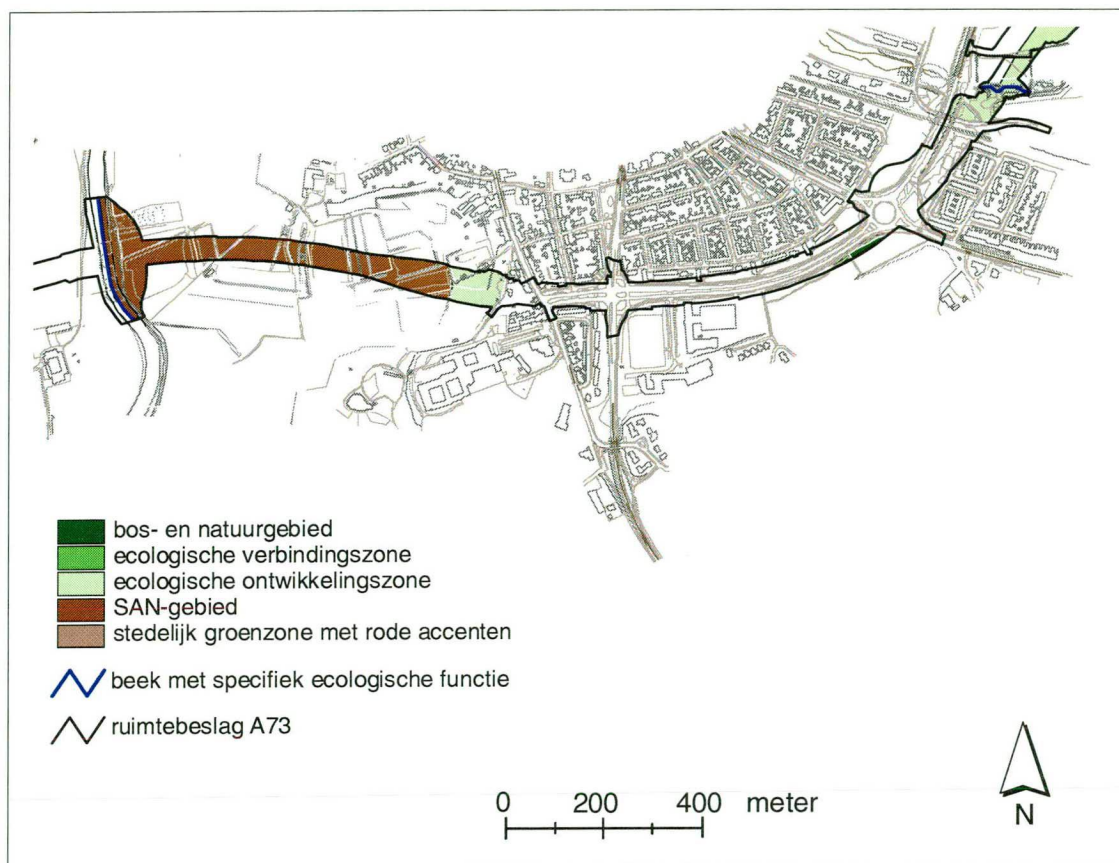 bos- en natuurgebied
ecologische verbindingszone
ecologische ontwikkelingszone
SAN-gebied
stedelijk groenzone met rode accenten
beek met specifiek ecologische functie
ruimtebeslag A73
0 200 400 meter
N